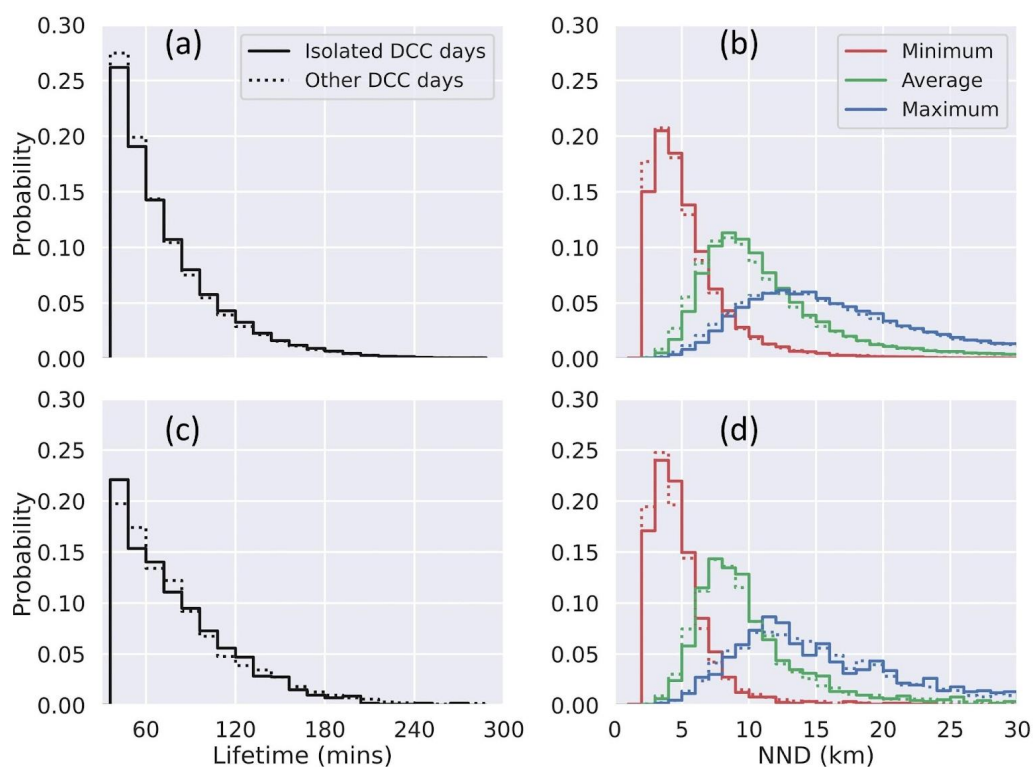 0.30
0.25
0.20
0.15
0.10
0.05
0.00
Probability
(a)
Isolated DCC days
Other DCC days
0.30
0.25
0.20
0.15
0.10
0.05
0.00
(b)
Minimum
Average
Maximum
0.30
0.25
0.20
0.15
0.10
0.05
0.00
Probability
(c)
60 120 180 240 300
Lifetime (mins)
0.30
0.25
0.20
0.15
0.10
0.05
0.00
(d)
0 5 10 15 20 25 30
NND (km)